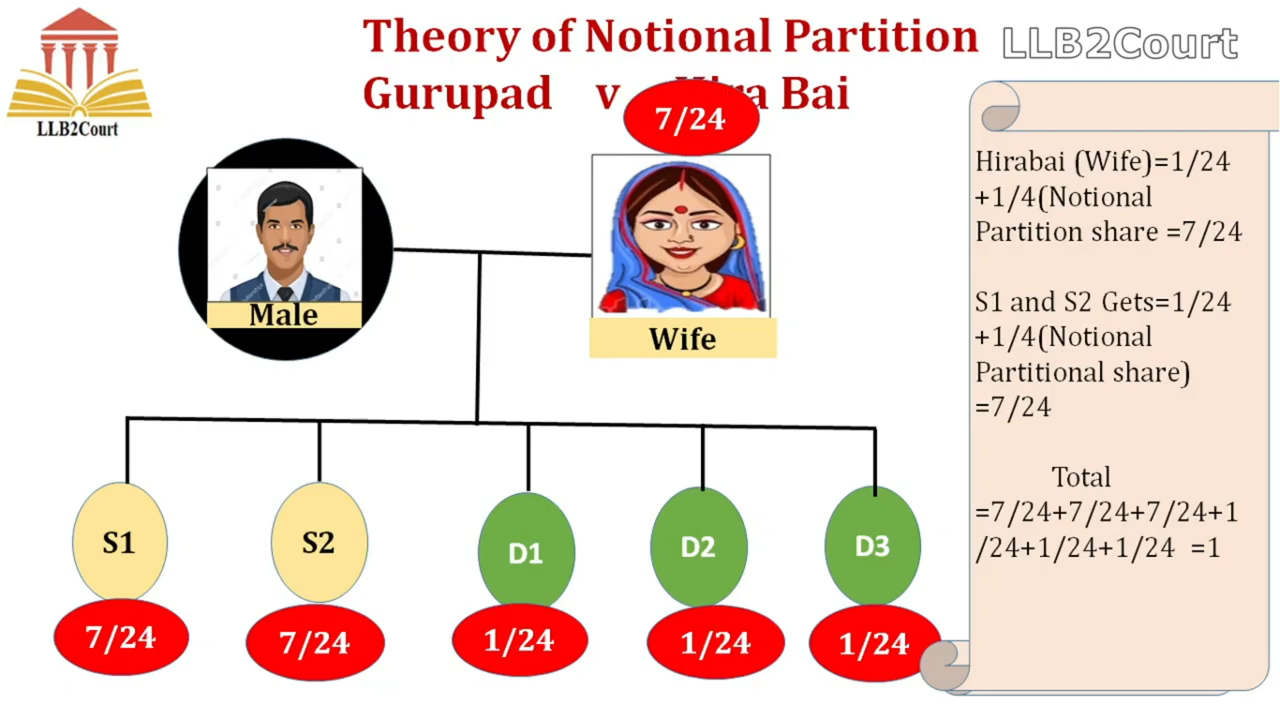 Theory of Notional Partition
LLB2Court
LLB2Court
Gurupad v ra Bai
7/24
Male
Wife
S1
S2
D1
D2
D3
7/24
7/24
1/24
1/24
1/24
Hirabai (Wife)=1/24
+1/4(Notional
Partition share =7/24
S1 and S2 Gets=1/24
+1/4(Notional
Partitional share)
=7/24
Total
=7/24+7/24+7/24+1
/24+1/24+1/24 =1